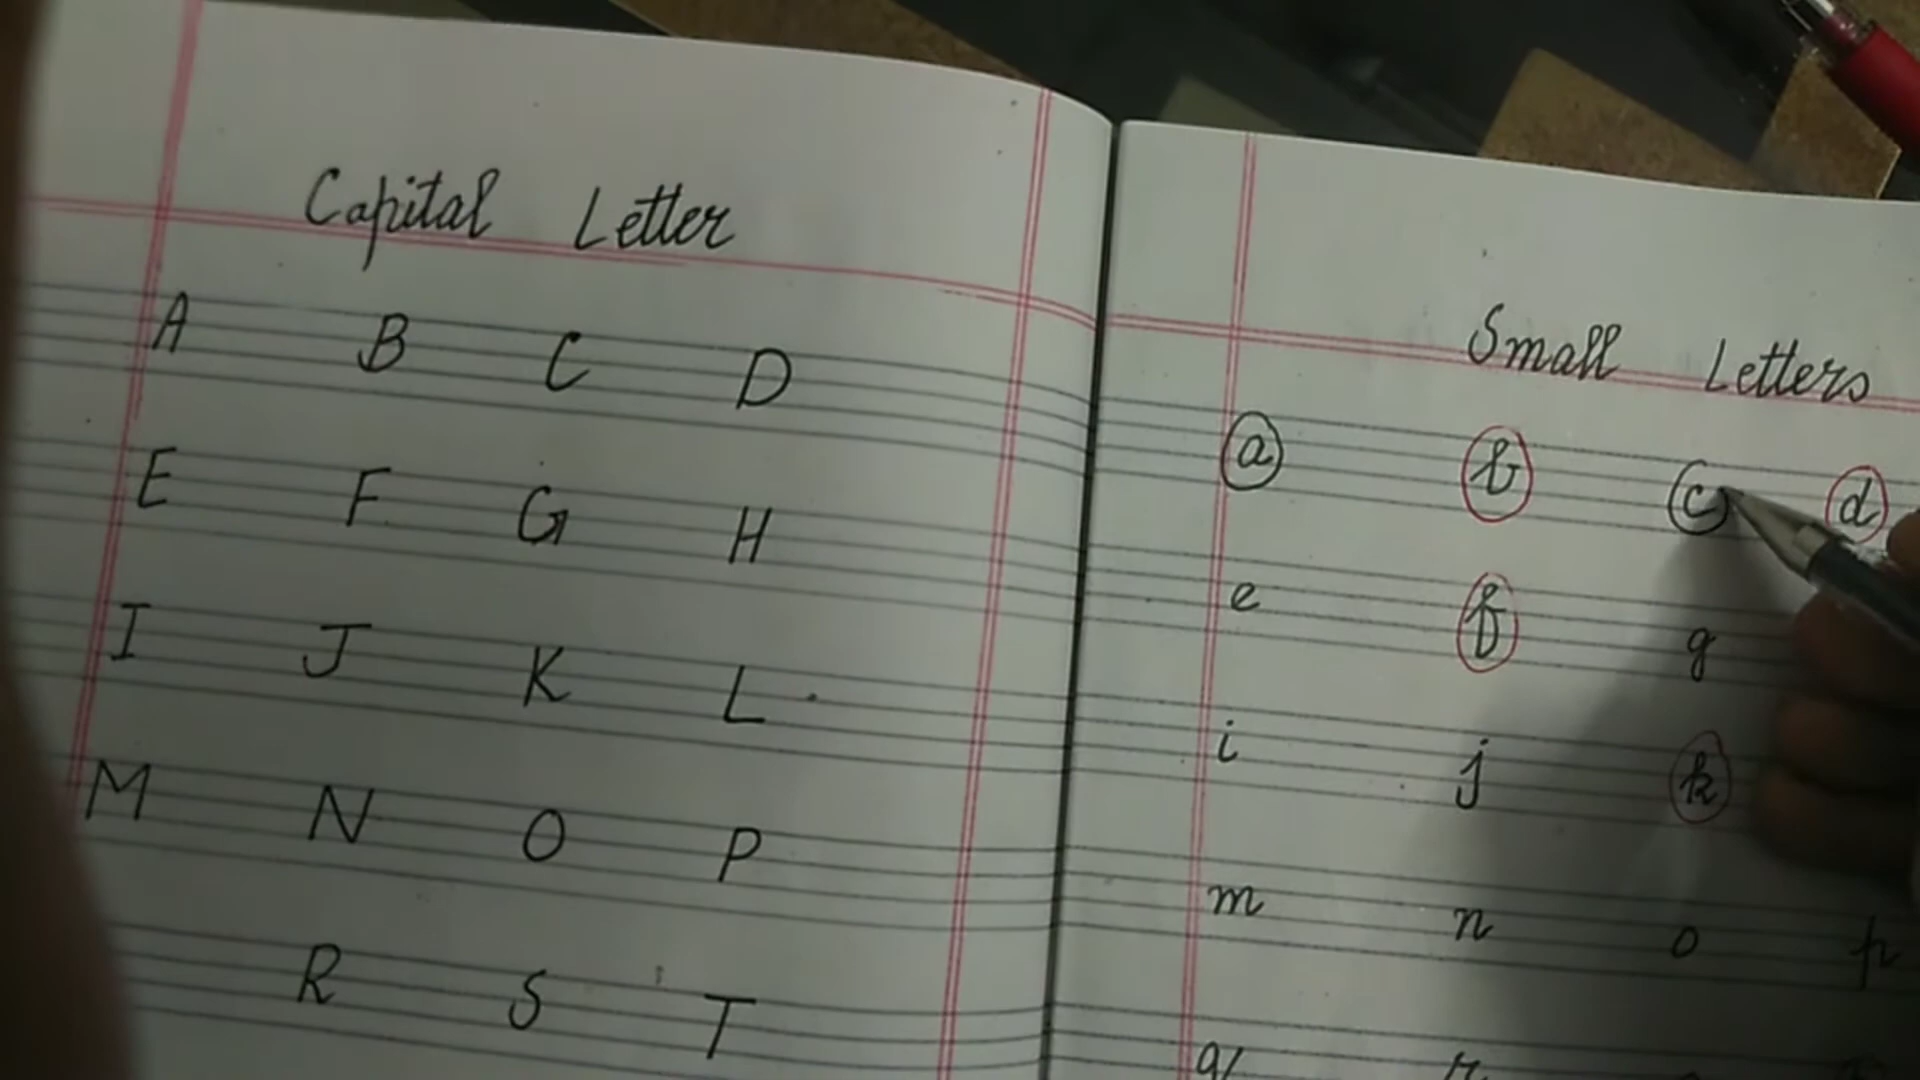 Capital Letter
A B C D
E F G H
I J K L
M N O P
R S T
Small Letters
a b c d
e f g
i j k
m n o p
q r